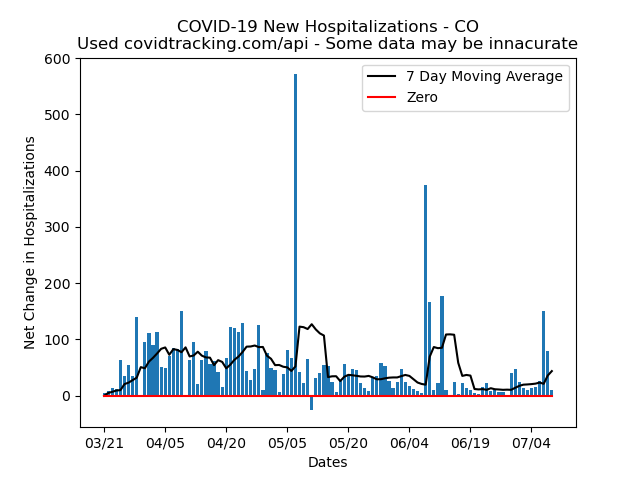 COVID-19 New Hospitalizations - CO
Used covidtracking.com/api - Some data may be innacurate
7 Day Moving Average
Zero
600
500
400
300
200
100
0
Net Change in Hospitalizations
03/21 04/05 04/20 05/05 05/20 06/04 06/19 07/04
Dates